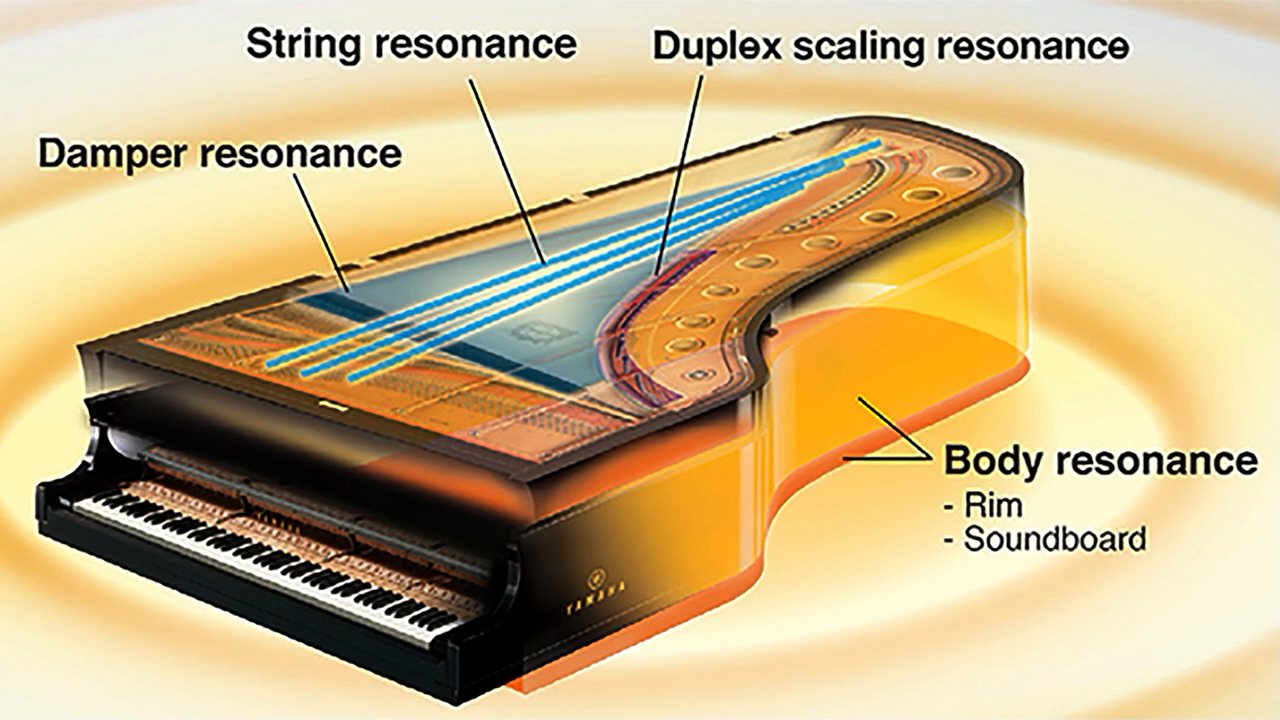 String resonance
Duplex scaling resonance
Damper resonance
Body resonance
- Rim
- Soundboard
YAMAHA